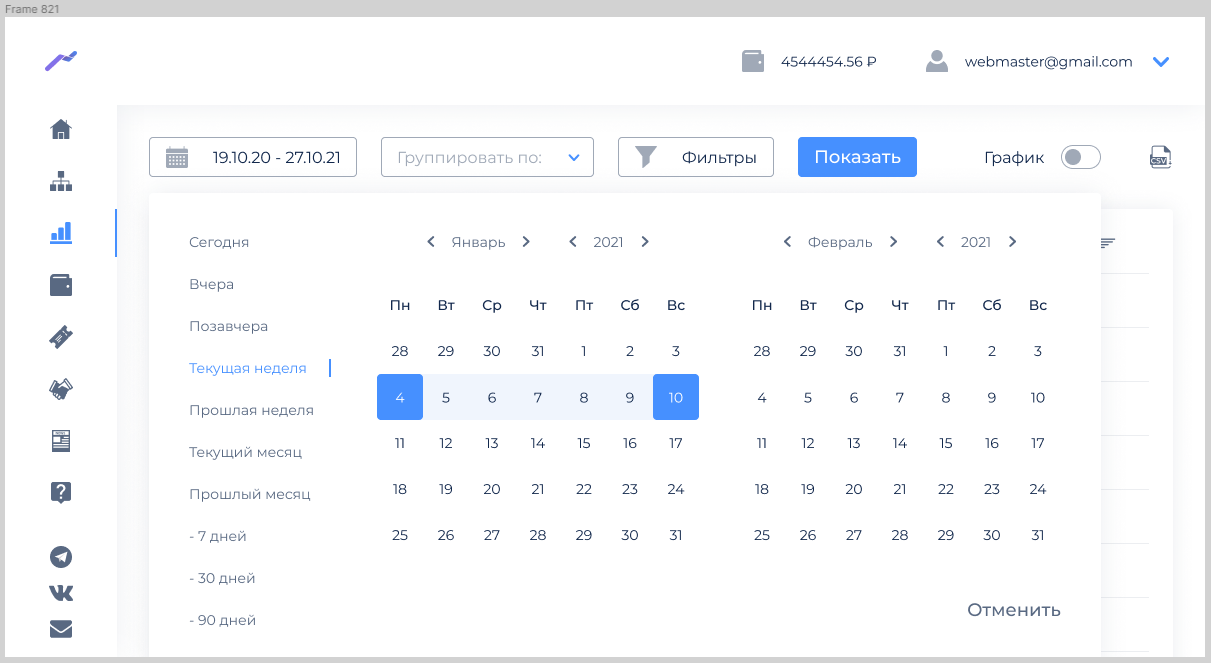 Frame 821
4544454.56 ₽
webmaster@gmail.com
19.10.20 - 27.10.21
Группировать по:
Фильтры
Показать
График
CSV
Сегодня
Вчера
Позавчера
Текущая неделя
Прошлая неделя
Текущий месяц
Прошлый месяц
- 7 дней
- 30 дней
- 90 дней
Январь 2021
Пн Вт Ср Чт Пт Сб Вс
28 29 30 31 1 2 3
4 5 6 7 8 9 10
11 12 13 14 15 16 17
18 19 20 21 22 23 24
25 26 27 28 29 30 31
Февраль 2021
Пн Вт Ср Чт Пт Сб Вс
28 29 30 31 1 2 3
4 5 6 7 8 9 10
11 12 13 14 15 16 17
18 19 20 21 22 23 24
25 26 27 28 29 30 31
Отменить